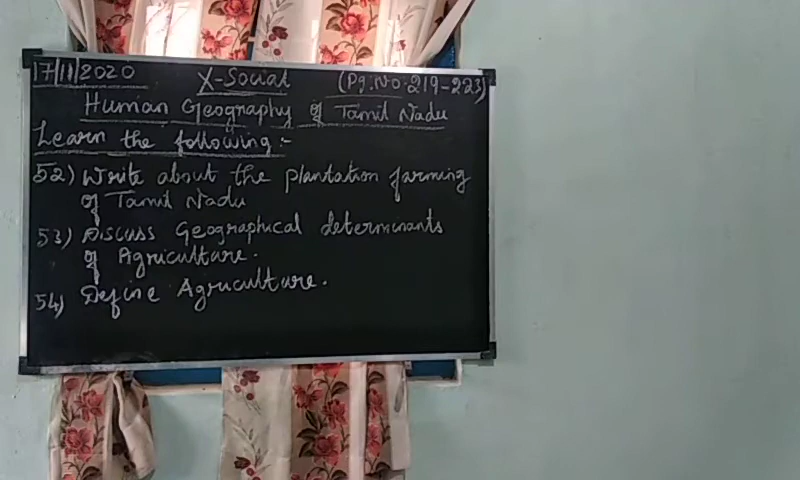 17/11/2020 X-Social (Pg:No:219-223)
Human Geography of Tamil Nadu
Learn the following:-
52) Write about the plantation farming
of Tamil Nadu
53) Discuss Geographical determinants
of Agriculture.
54) Define Agriculture.